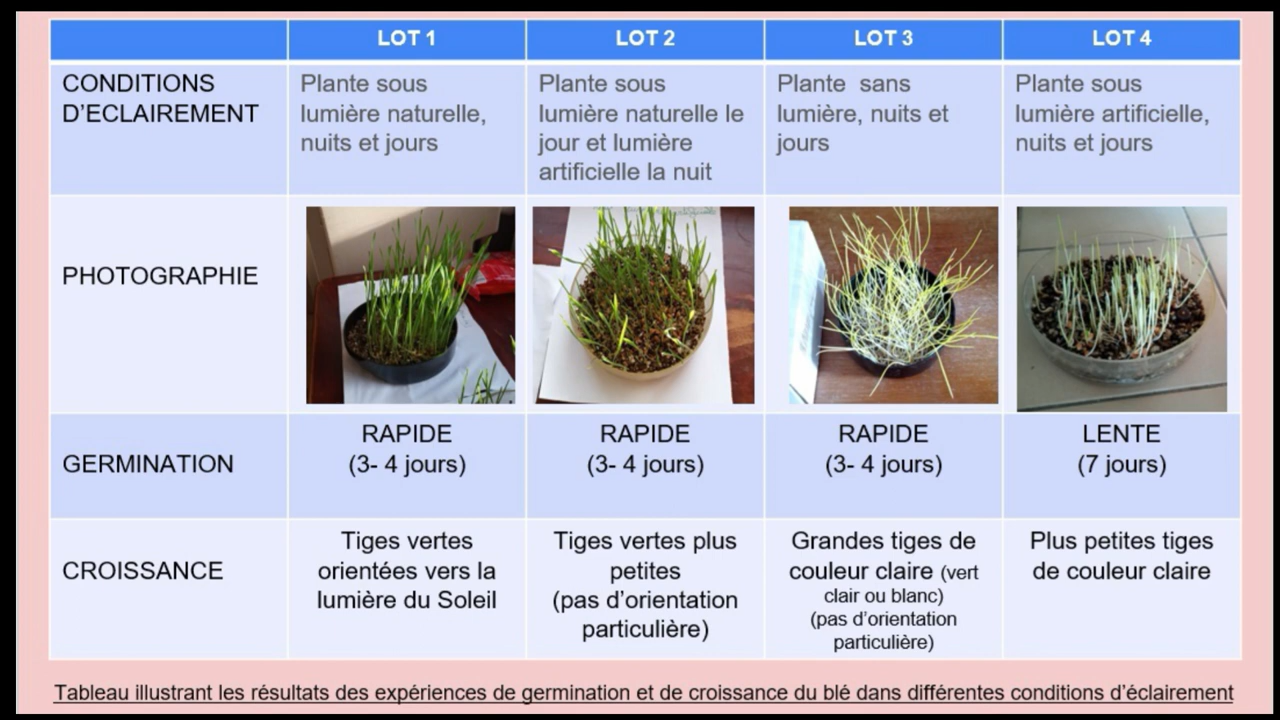 LOT 1
LOT 2
LOT 3
LOT 4
CONDITIONS
D'ECLAIREMENT
Plante sous
lumière naturelle,
nuits et jours
Plante sous
lumière naturelle le
jour et lumière
artificielle la nuit
Plante sans
lumière, nuits et
jours
Plante sous
lumière artificielle,
nuits et jours
PHOTOGRAPHIE
GERMINATION
RAPIDE
(3- 4 jours)
RAPIDE
(3- 4 jours)
RAPIDE
(3- 4 jours)
LENTE
(7 jours)
CROISSANCE
Tiges vertes
orientées vers la
lumière du Soleil
Tiges vertes plus
petites
(pas d'orientation
particulière)
Grandes tiges de
couleur claire (vert
clair ou blanc)
(pas d'orientation
particulière)
Plus petites tiges
de couleur claire
Tableau illustrant les résultats des expériences de germination et de croissance du blé dans différentes conditions d'éclairement